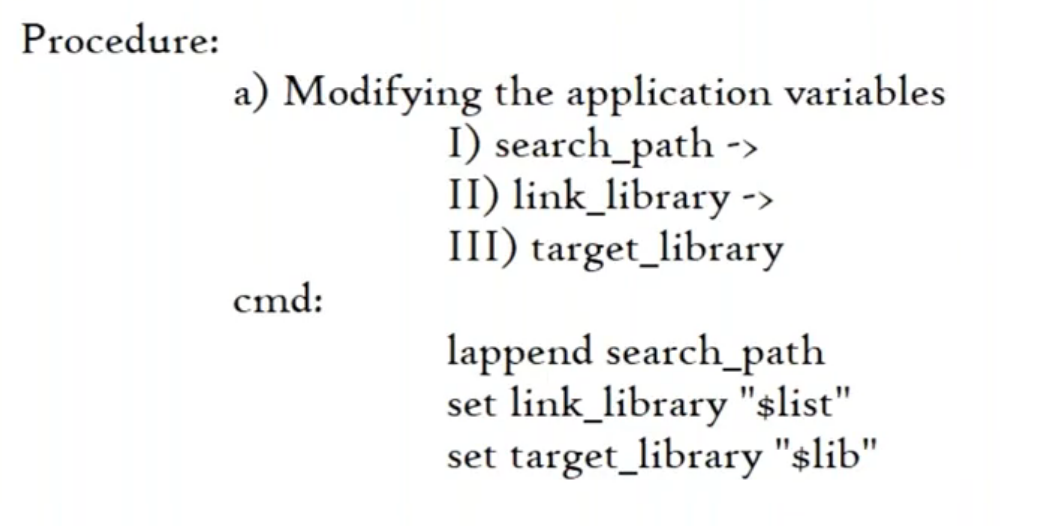 Procedure:
a) Modifying the application variables
I) search_path ->
II) link_library ->
III) target_library
cmd:
lappend search_path
set link_library "$list"
set target_library "$lib"